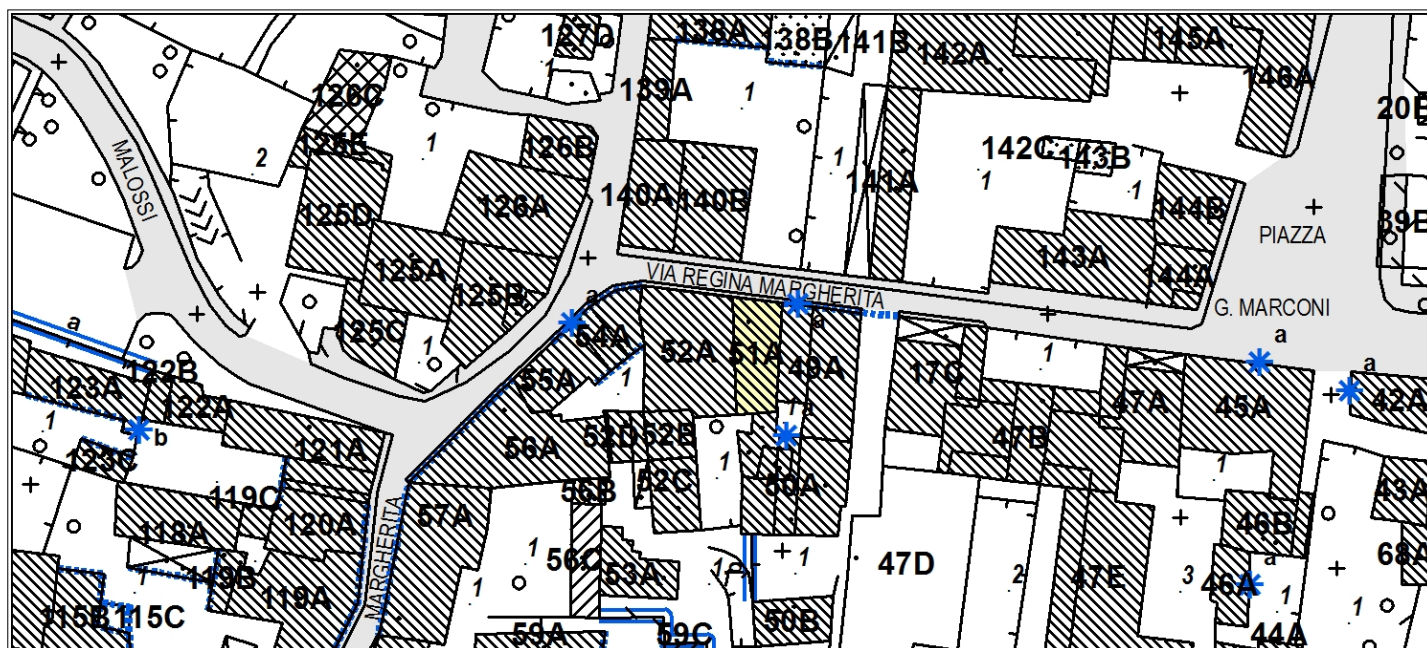 127D
138A
138B
141B
142A
145A
146A
126C
139A
1
20E
126E
126B
142C
143B
MALOSSI
2
1
1
141A
1
1
125D
126A
140A
140B
144B
39E
PIAZZA
125A
143A
144A
VIA REGINA MARGHERITA
125B
a
a
G. MARCONI
125C
1
54A
52A
51A
49A
17C
1
a
a
122B
123A
122A
55A
1
47A
45A
42A
1
b
121A
56A
52D
52E
1
a
47B
1
123C
119C
56B
52C
50A
43A
118A
120A
57A
46B
MARGHERITA
1
56C
53A
1
1
47D
2
47E
3
a
68A
119B
1
46A
115B
115C
119A
1
59A
59C
50B
44A
1
1